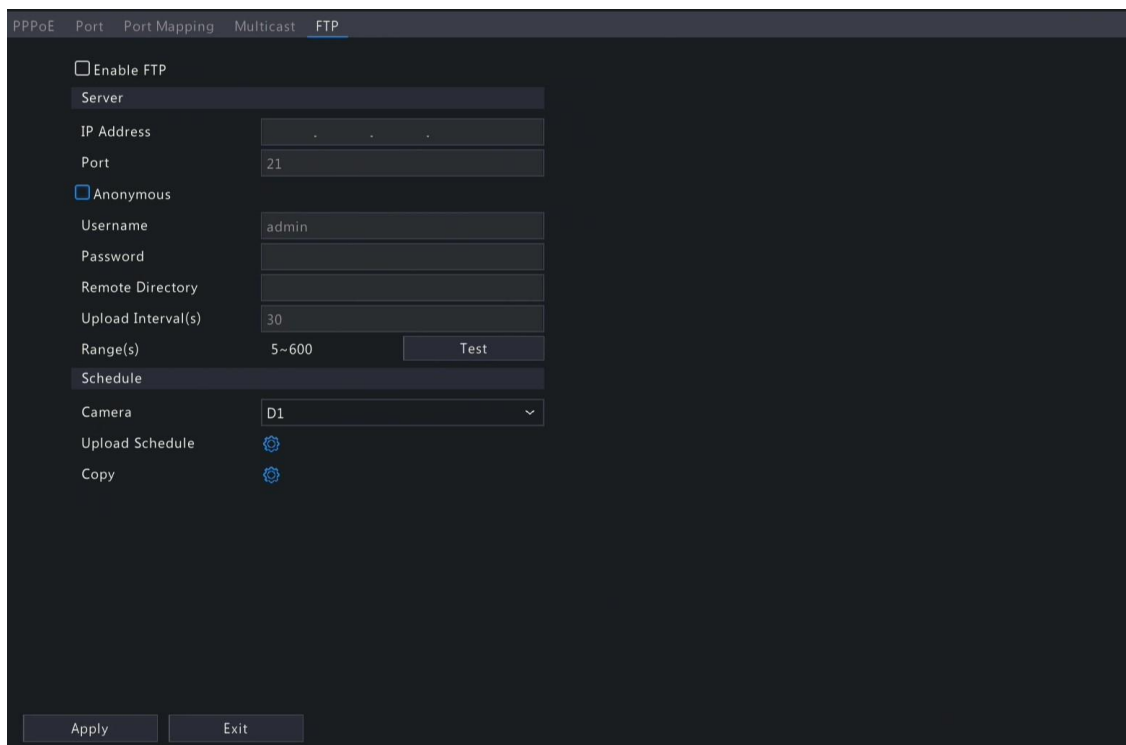 PPPoE Port Port Mapping Multicast FTP
Enable FTP
Server
IP Address . . .
Port 21
Anonymous
Username admin
Password
Remote Directory
Upload Interval(s) 30
Range(s) 5~600 Test
Schedule
Camera D1
Upload Schedule
Copy
Apply Exit